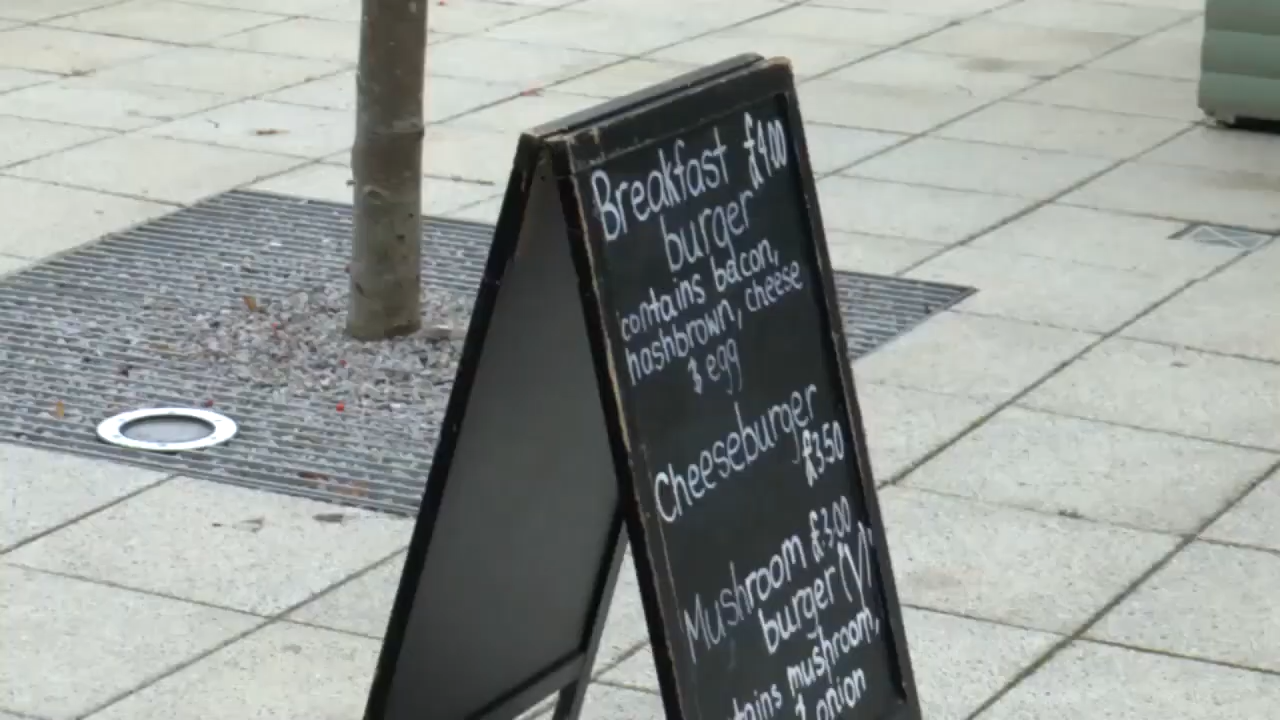 Breakfast £4.00
burger
contains bacon,
hashbrown, cheese
& egg
Cheeseburger
£3.50
Mushroom £3.00
burger (V)
mushroom,
& onion